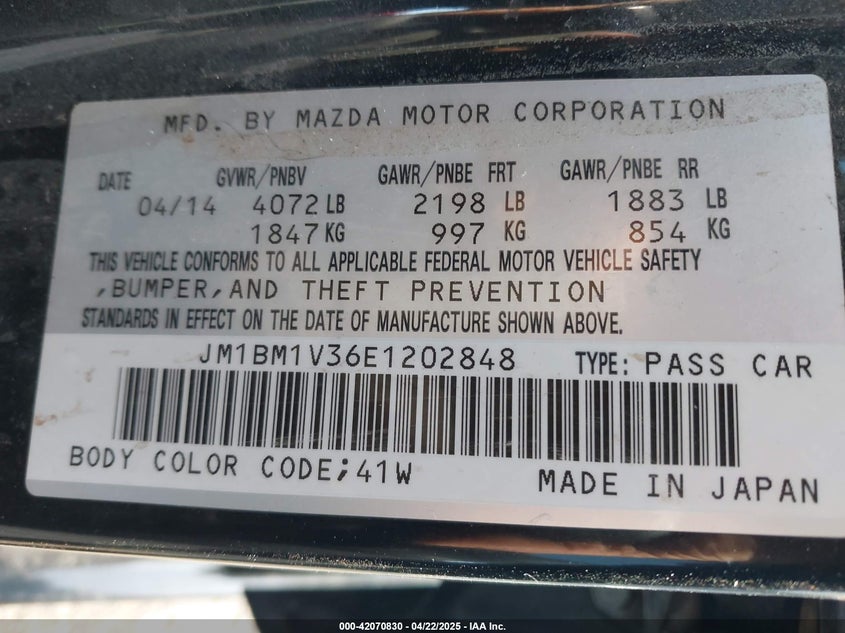 MFD. BY MAZDA MOTOR CORPORATION
DATE GVWR/PNBV GAWR/PNBE FRT GAWR/PNBE RR
04/14 4072 LB 2198 LB 1883 LB
1847 KG 997 KG 854 KG
THIS VEHICLE CONFORMS TO ALL APPLICABLE FEDERAL MOTOR VEHICLE SAFETY
,BUMPER,AND THEFT PREVENTION
STANDARDS IN EFFECT ON THE DATE OF MANUFACTURE SHOWN ABOVE.
JM1BM1V36E1202848 TYPE: PASS CAR
BODY COLOR CODE;41W MADE IN JAPAN
000-42070830 - 04/22/2025 - IAA Inc.